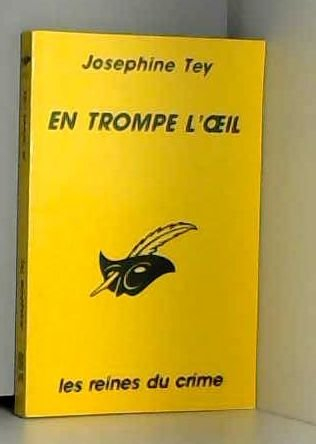 Josephine Tey
EN TROMPE L'ŒIL
les reines du crime